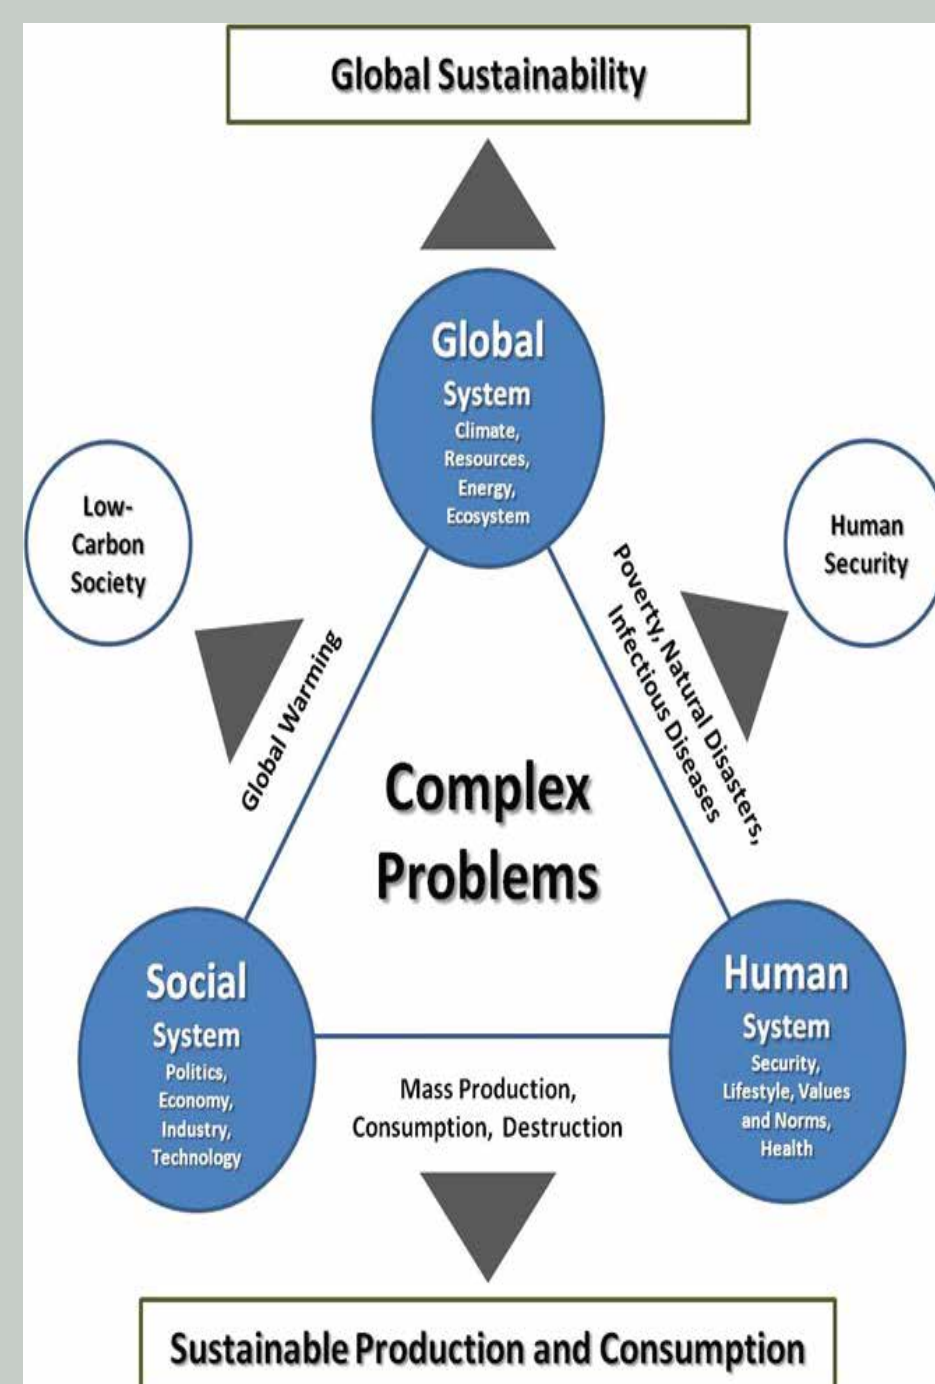 Global Sustainability
Global
System
Climate,
Resources,
Energy,
Ecosystem
Low-
Carbon
Society
Human
Security
Global Warming
Poverty, Natural Disasters,
Infectious Diseases
Complex
Problems
Social
System
Politics,
Economy,
Industry,
Technology
Human
System
Security,
Lifestyle, Values
and Norms,
Health
Mass Production,
Consumption, Destruction
Sustainable Production and Consumption